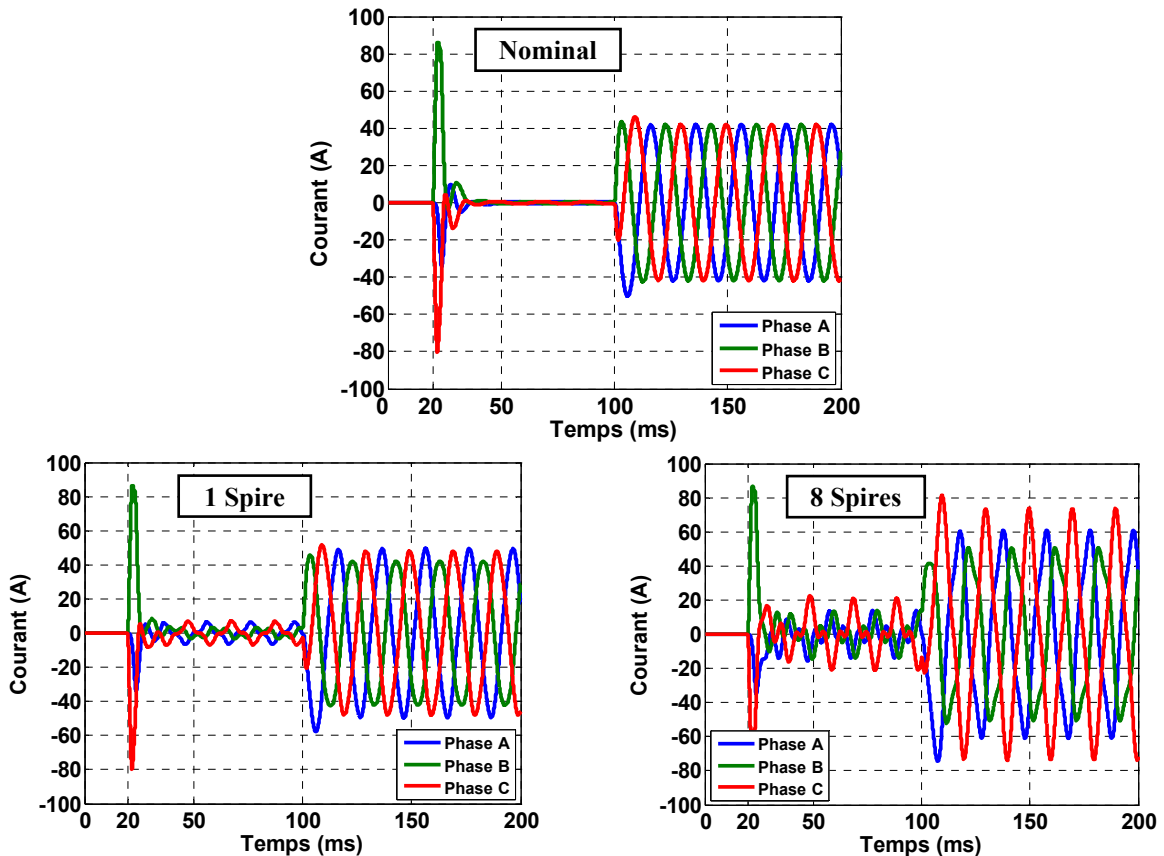 Nominal
Courant (A)
100
80
60
40
20
0
-20
-40
-60
-80
-100
0 20 50 100 150 200
Temps (ms)
Phase A
Phase B
Phase C
1 Spire
Courant (A)
100
80
60
40
20
0
-20
-40
-60
-80
-100
0 20 50 100 150 200
Temps (ms)
Phase A
Phase B
Phase C
8 Spires
Courant (A)
100
80
60
40
20
0
-20
-40
-60
-80
-100
0 20 50 100 150 200
Temps (ms)
Phase A
Phase B
Phase C